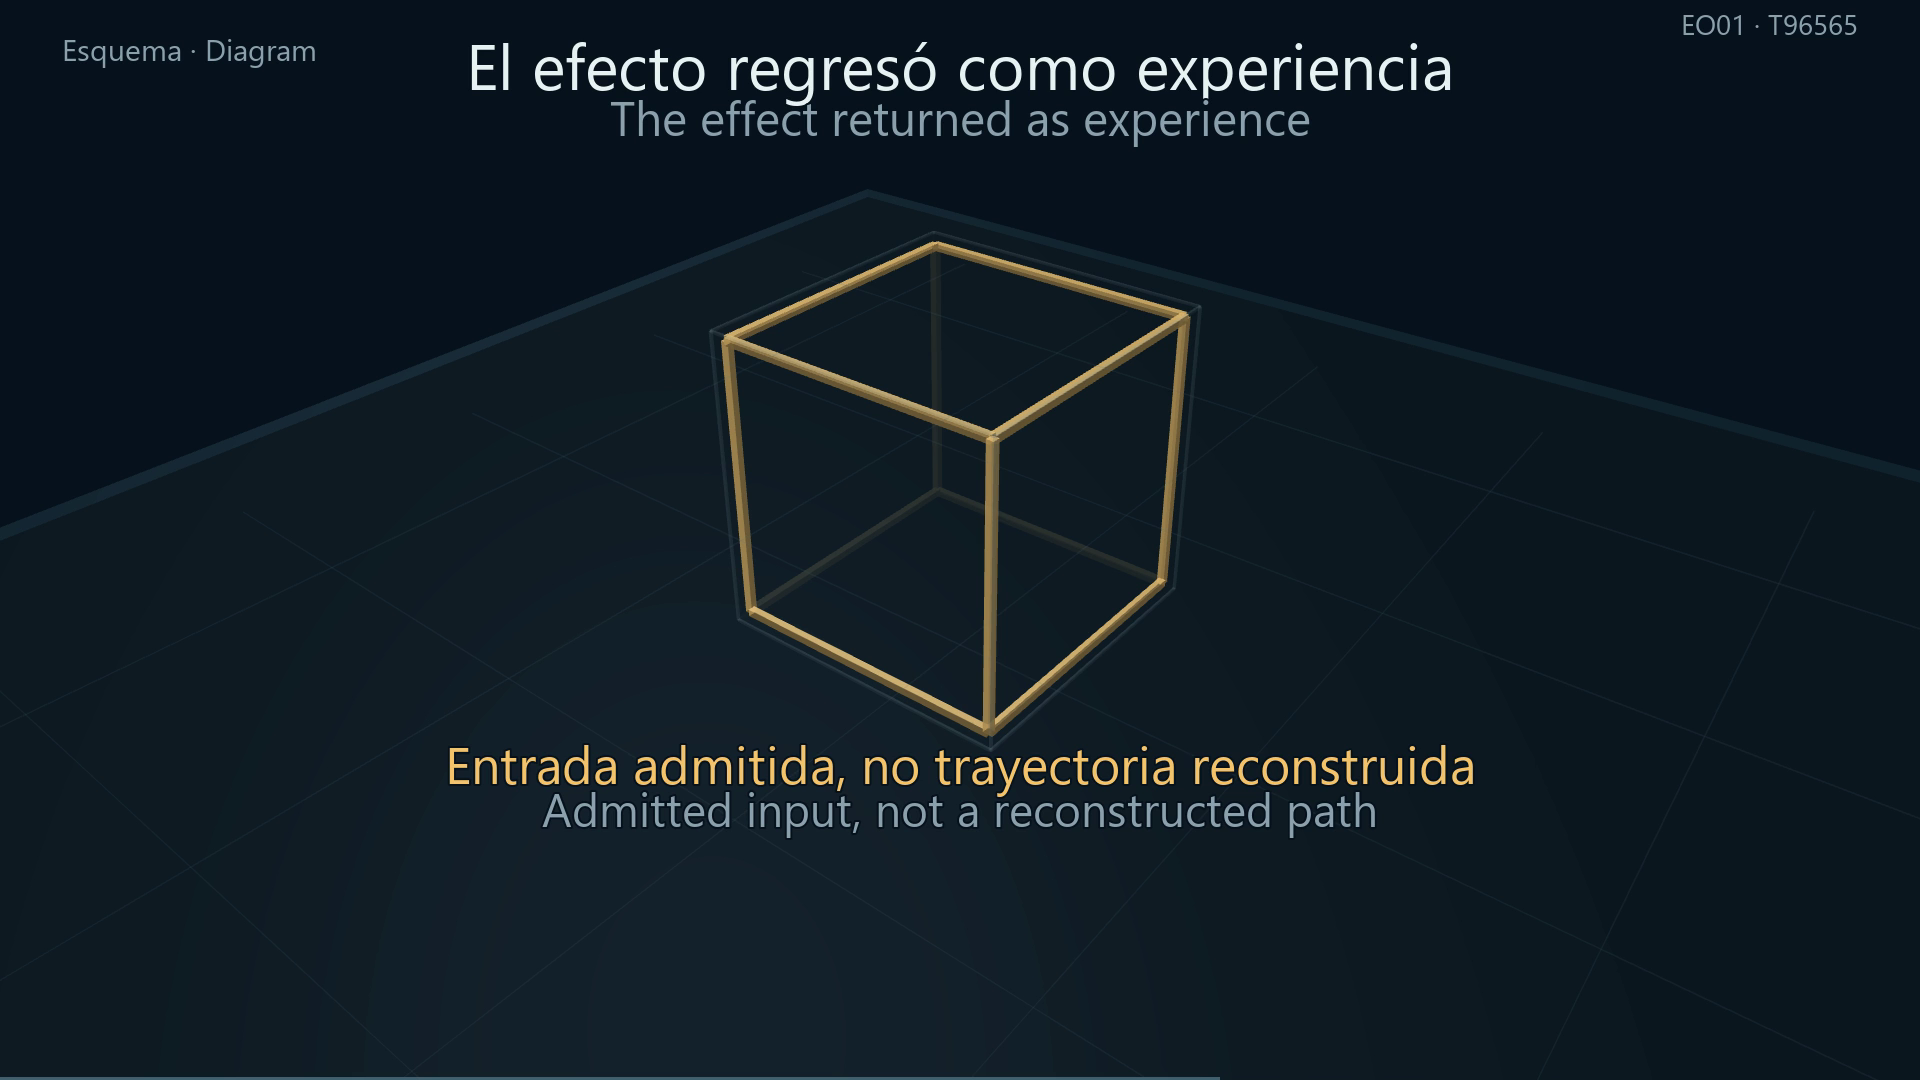 Esquema · Diagram
EO01 · T96565
El efecto regresó como experiencia
The effect returned as experience
Entrada admitida, no trayectoria reconstruida
Admitted input, not a reconstructed path